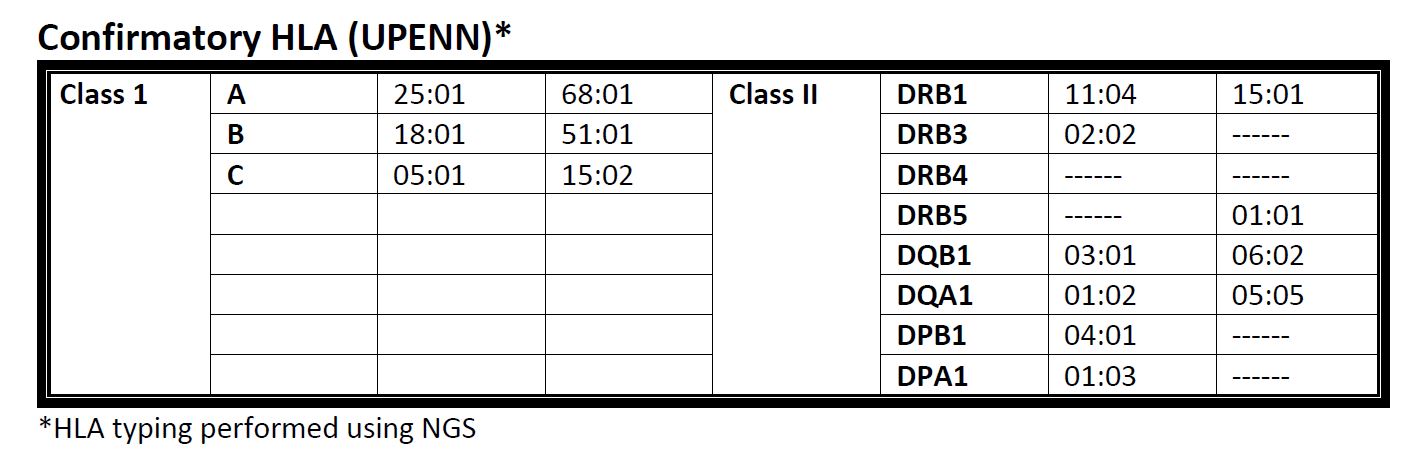 Confirmatory HLA (UPENN)*
Class 1 A 25:01 68:01 Class II DRB1 11:04 15:01
B 18:01 51:01 DRB3 02:02 ------
C 05:01 15:02 DRB4 ------ ------
DRB5 ------ 01:01
DQB1 03:01 06:02
DQA1 01:02 05:05
DPB1 04:01 ------
DPA1 01:03 ------
*HLA typing performed using NGS